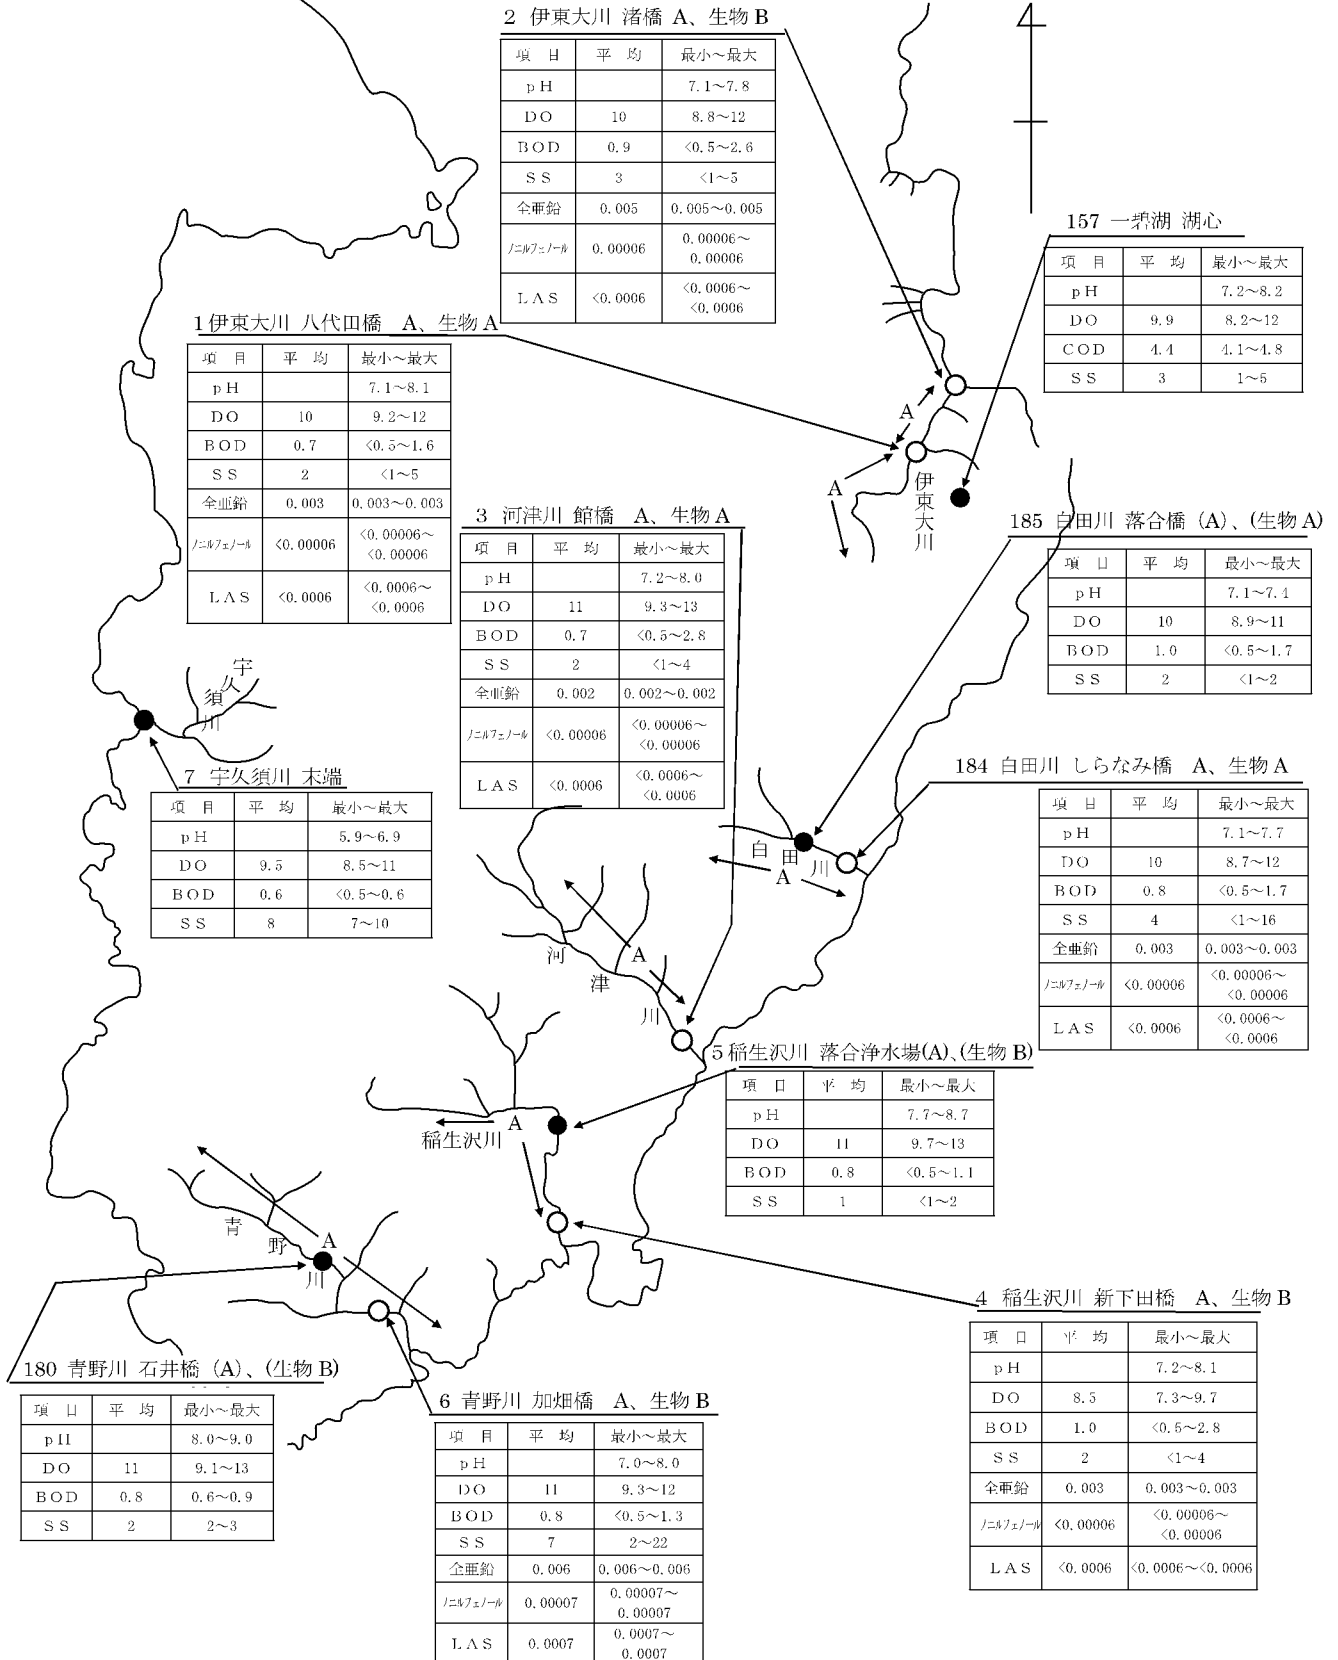 2 伊東大川 渚橋 A、生物 B
項 目 平 均 最小～最大
pH 7.1～7.8
DO 10 8.8～12
BOD 0.9 <0.5～2.6
SS 3 <1～5
全亜鉛 0.005 0.005～0.005
ノニルフェノール 0.00006 0.00006～
0.00006
LAS <0.0006 <0.0006～
<0.0006
157 一碧湖 湖心
項 目 平 均 最小～最大
pH 7.2～8.2
DO 9.9 8.2～12
COD 4.4 4.1～4.8
SS 3 1～5
1伊東大川 八代田橋 A、生物 A
項 目 平 均 最小～最大
pH 7.1～8.1
DO 10 9.2～12
BOD 0.7 <0.5～1.6
SS 2 <1～5
全亜鉛 0.003 0.003～0.003
ノニルフェノール <0.00006 <0.00006～
<0.00006
LAS <0.0006 <0.0006～
<0.0006
A
A
伊東大川
3 河津川 館橋 A、生物 A
項 目 平 均 最小～最大
pH 7.2～8.0
DO 11 9.3～13
BOD 0.7 <0.5～2.8
SS 2 <1～4
全亜鉛 0.002 0.002～0.002
ノニルフェノール <0.00006 <0.00006～
<0.00006
LAS <0.0006 <0.0006～
<0.0006
185 白田川 落合橋 (A)、(生物 A)
項 目 平 均 最小～最大
pH 7.1～7.4
DO 10 8.9～11
BOD 1.0 <0.5～1.7
SS 2 <1～2
宇久須川
7 宇久須川 末端
項 目 平 均 最小～最大
pH 5.9～6.9
DO 9.5 8.5～11
BOD 0.6 <0.5～0.6
SS 8 7～10
184 白田川 しらなみ橋 A、生物 A
項 目 平 均 最小～最大
pH 7.1～7.7
DO 10 8.7～12
BOD 0.8 <0.5～1.7
SS 4 <1～16
全亜鉛 0.003 0.003～0.003
ノニルフェノール <0.00006 <0.00006～
<0.00006
LAS <0.0006 <0.0006～
<0.0006
白田川
A
河津川
A
5稲生沢川 落合浄水場(A)、(生物 B)
項 目 平 均 最小～最大
pH 7.7～8.7
DO 11 9.7～13
BOD 0.8 <0.5～1.1
SS 1 <1～2
A
稲生沢川
青野川
A
4 稲生沢川 新下田橋 A、生物 B
項 目 平 均 最小～最大
pH 7.2～8.1
DO 8.5 7.3～9.7
BOD 1.0 <0.5～2.8
SS 2 <1～4
全亜鉛 0.003 0.003～0.003
ノニルフェノール <0.00006 <0.00006～
<0.00006
LAS <0.0006 <0.0006～<0.0006
180 青野川 石井橋 (A)、(生物 B)
項 目 平 均 最小～最大
pH 8.0～9.0
DO 11 9.1～13
BOD 0.8 0.6～0.9
SS 2 2～3
6 青野川 加畑橋 A、生物 B
項 目 平 均 最小～最大
pH 7.0～8.0
DO 11 9.3～12
BOD 0.8 <0.5～1.3
SS 7 2～22
全亜鉛 0.006 0.006～0.006
ノニルフェノール 0.00007 0.00007～
0.00007
LAS 0.0007 0.0007～
0.0007